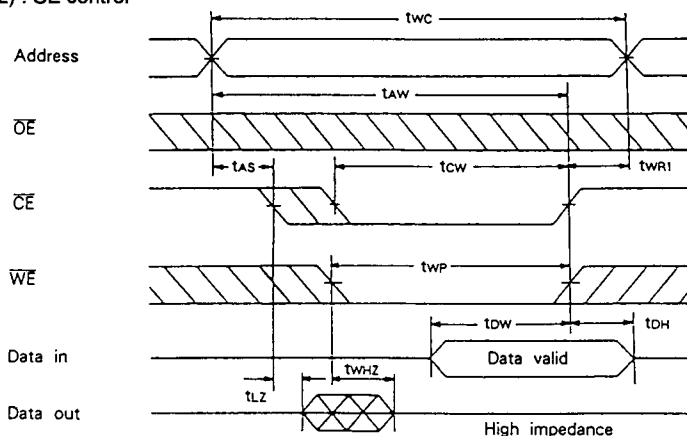 ) : CE control
tWC
Address
tAW
OE
tAS
tCW
tWR1
CE
tWP
WE
tDW
tDH
Data in
Data valid
tLZ
tWHZ
Data out
High impedance